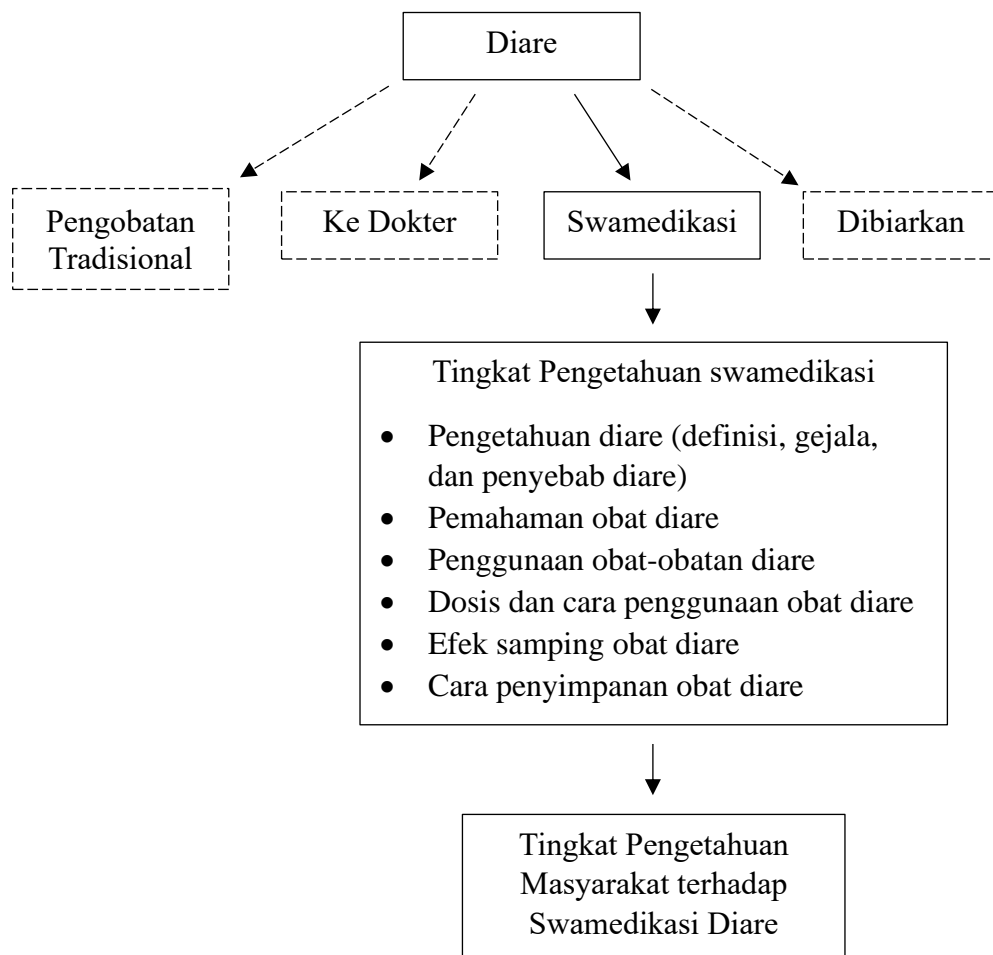 Diare
Pengobatan
Tradisional
Ke Dokter
Swamedikasi
Dibiarkan
Tingkat Pengetahuan swamedikasi
• Pengetahuan diare (definisi, gejala,
dan penyebab diare)
• Pemahaman obat diare
• Penggunaan obat-obatan diare
• Dosis dan cara penggunaan obat diare
• Efek samping obat diare
• Cara penyimpanan obat diare
Tingkat Pengetahuan
Masyarakat terhadap
Swamedikasi Diare